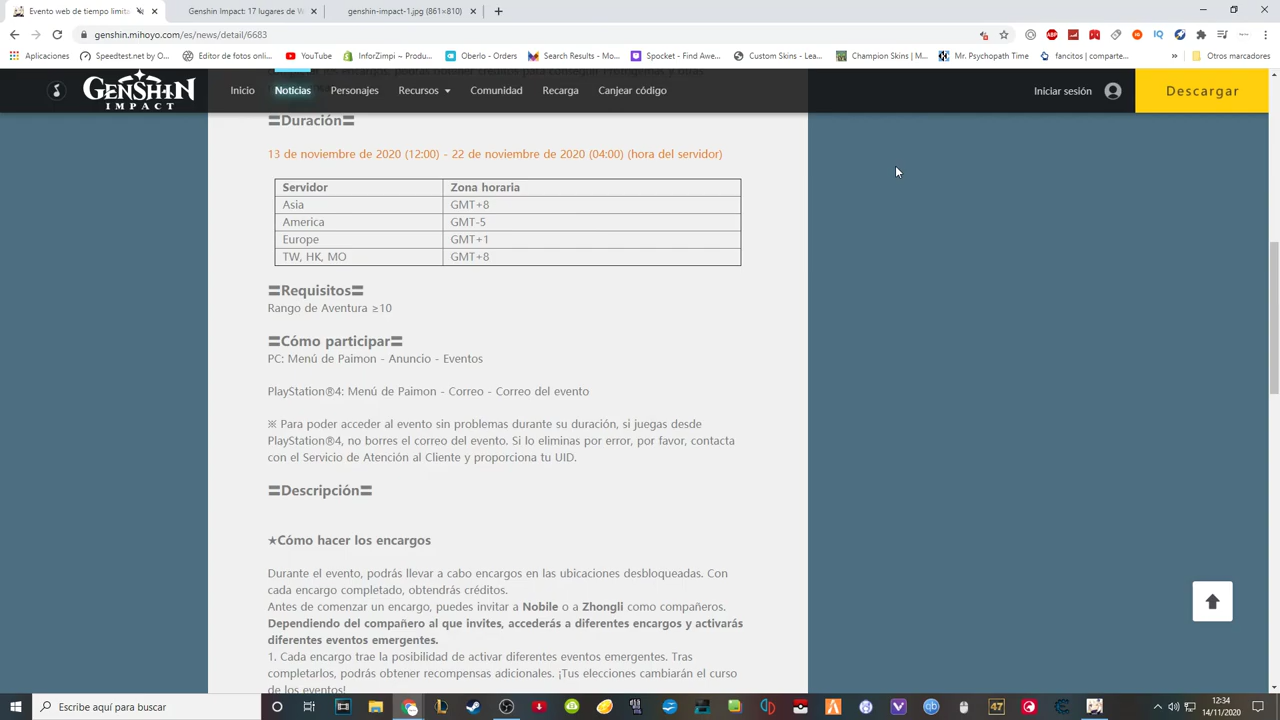 Evento web de tiempo limita
Genshin Impact: 17 lugares de W
genshin-impact-1.jpg (861×810)
genshin.mihoyo.com/es/news/detail/6683
Aplicaciones
Speedtest.net by Oo...
Editor de fotos onli...
YouTube
InforZimpi ~ Produ...
Oberlo - Orders
Search Results - Mo...
Spocket - Find Good...
Custom Skins - Lea...
Champion Skins | M...
Mr. Psychopath Time
fancitos | comparte...
»
Otros marcadores
GENSHIN IMPACT
Inicio
Noticias
Personajes
Recursos
Comunidad
Recarga
Canjear código
Iniciar sesión
Descargar
〓Duración〓
13 de noviembre de 2020 (12:00) - 22 de noviembre de 2020 (04:00) (hora del servidor)
Servidor Zona horaria
Asia GMT+8
America GMT-5
Europe GMT+1
TW, HK, MO GMT+8
〓Requisitos〓
Rango de Aventura ≥10
〓Cómo participar〓
PC: Menú de Paimon - Anuncio - Eventos
PlayStation®4: Menú de Paimon - Correo - Correo del evento
※ Para poder acceder al evento sin problemas durante su duración, si juegas desde
PlayStation®4, no borres el correo del evento. Si lo eliminas por error, por favor, contacta
con el Servicio de Atención al Cliente y proporciona tu UID.
〓Descripción〓
★Cómo hacer los encargos
Durante el evento, podrás llevar a cabo encargos en las ubicaciones desbloqueadas. Con
cada encargo completado, obtendrás créditos.
Antes de comenzar un encargo, puedes invitar a Nobile o a Zhongli como compañeros.
Dependiendo del compañero al que invites, accederás a diferentes encargos y activarás
diferentes eventos emergentes.
1. Cada encargo trae la posibilidad de activar diferentes eventos emergentes. Tras
completarlos, podrás obtener recompensas adicionales. ¡Tus elecciones cambiarán el curso
de los eventos!
Escribe aquí para buscar
12:34
14/11/2020